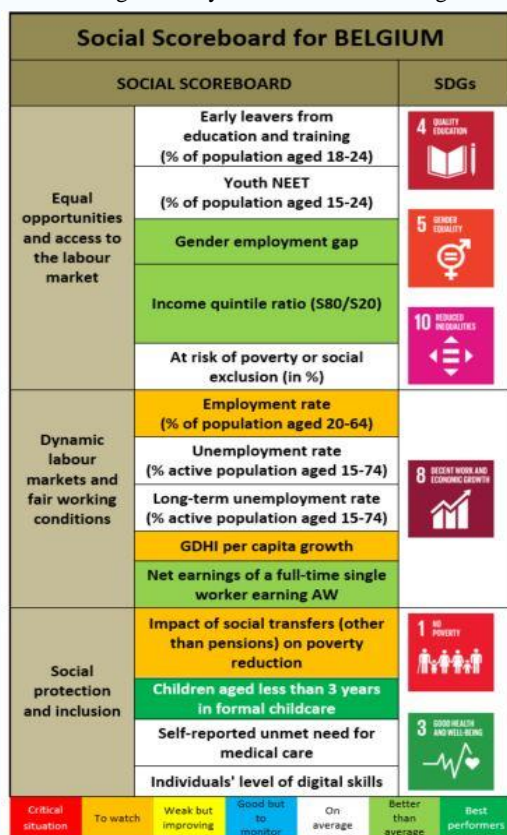 Social Scoreboard for BELGIUM
SOCIAL SCOREBOARD
SDGs
Equal
opportunities
and access to
the labour
market
Early leavers from
education and training
(% of population aged 18-24)
Youth NEET
(% of population aged 15-24)
Gender employment gap
Income quintile ratio (S80/S20)
At risk of poverty or social
exclusion (in %)
4 QUALITY
EDUCATION
5 GENDER
EQUALITY
10 REDUCED
INEQUALITIES
Dynamic
labour
markets and
fair working
conditions
Employment rate
(% of population aged 20-64)
Unemployment rate
(% active population aged 15-74)
Long-term unemployment rate
(% active population aged 15-74)
GDHI per capita growth
Net earnings of a full-time single
worker earning AW
8 DECENT WORK AND
ECONOMIC GROWTH
Social
protection
and inclusion
Impact of social transfers (other
than pensions) on poverty
reduction
Children aged less than 3 years
in formal childcare
Self-reported unmet need for
medical care
Individuals' level of digital skills
1 NO
POVERTY
3 GOOD HEALTH
AND WELL-BEING
Critical
situation
To watch
Weak but
improving
Good but
to
monitor
On
average
Better
than
average
Best
performers